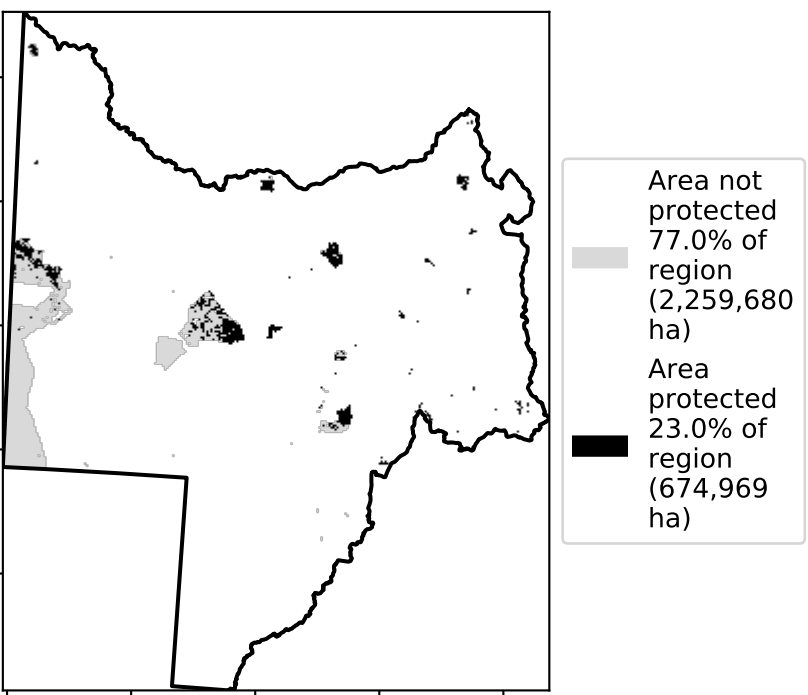 Area not
protected
77.0% of
region
(2,259,680
ha)
Area
protected
23.0% of
region
(674,969
ha)